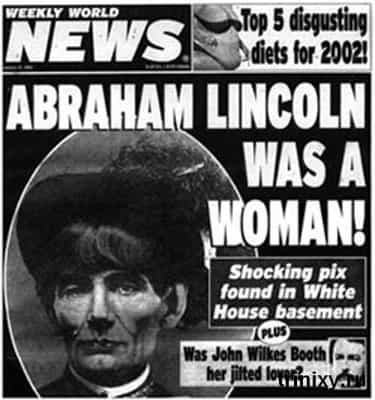 WEEKLY WORLD
NEWS
Top 5 disgusting
diets for 2002!
ABRAHAM LINCOLN
WAS A
WOMAN!
Shocking pix
found in White
House basement
PLUS
Was John Wilkes Booth
her jilted lover?
trinixy.ru